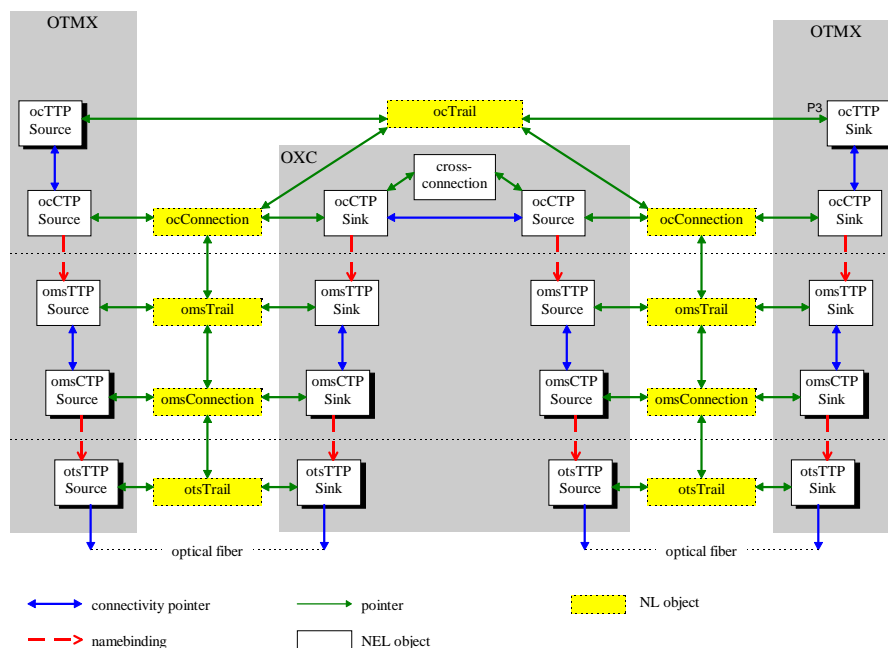 OTMX
OTMX
ocTTP
Source
ocTrail
P3
ocTTP
Sink
OXC
cross-
connection
ocCTP
Source
ocConnection
ocCTP
Sink
ocCTP
Source
ocConnection
ocCTP
Sink
omsTTP
Source
omsTrail
omsTTP
Sink
omsTTP
Source
omsTrail
omsTTP
Sink
omsCTP
Source
omsConnection
omsCTP
Sink
omsCTP
Source
omsConnection
omsCTP
Sink
otsTTP
Source
otsTrail
otsTTP
Sink
otsTTP
Source
otsTrail
otsTTP
Sink
optical fiber
optical fiber
connectivity pointer
pointer
NL object
namebinding
NEL object